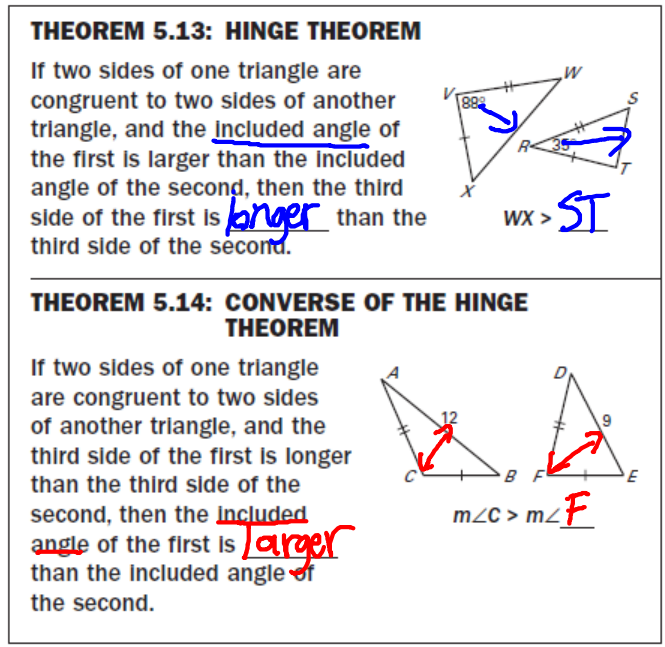 THEOREM 5.13: HINGE THEOREM
If two sides of one triangle are
congruent to two sides of another
triangle, and the included angle of
the first is larger than the included
angle of the second, then the third
side of the first is longer than the
third side of the second.
V
W
88°
X
R
35°
S
T
WX > ST
THEOREM 5.14: CONVERSE OF THE HINGE
THEOREM
If two sides of one triangle
are congruent to two sides
of another triangle, and the
third side of the first is longer
than the third side of the
second, then the included
angle of the first is larger
than the included angle of
the second.
A
12
C
B
D
9
F
E
m∠C > m∠F